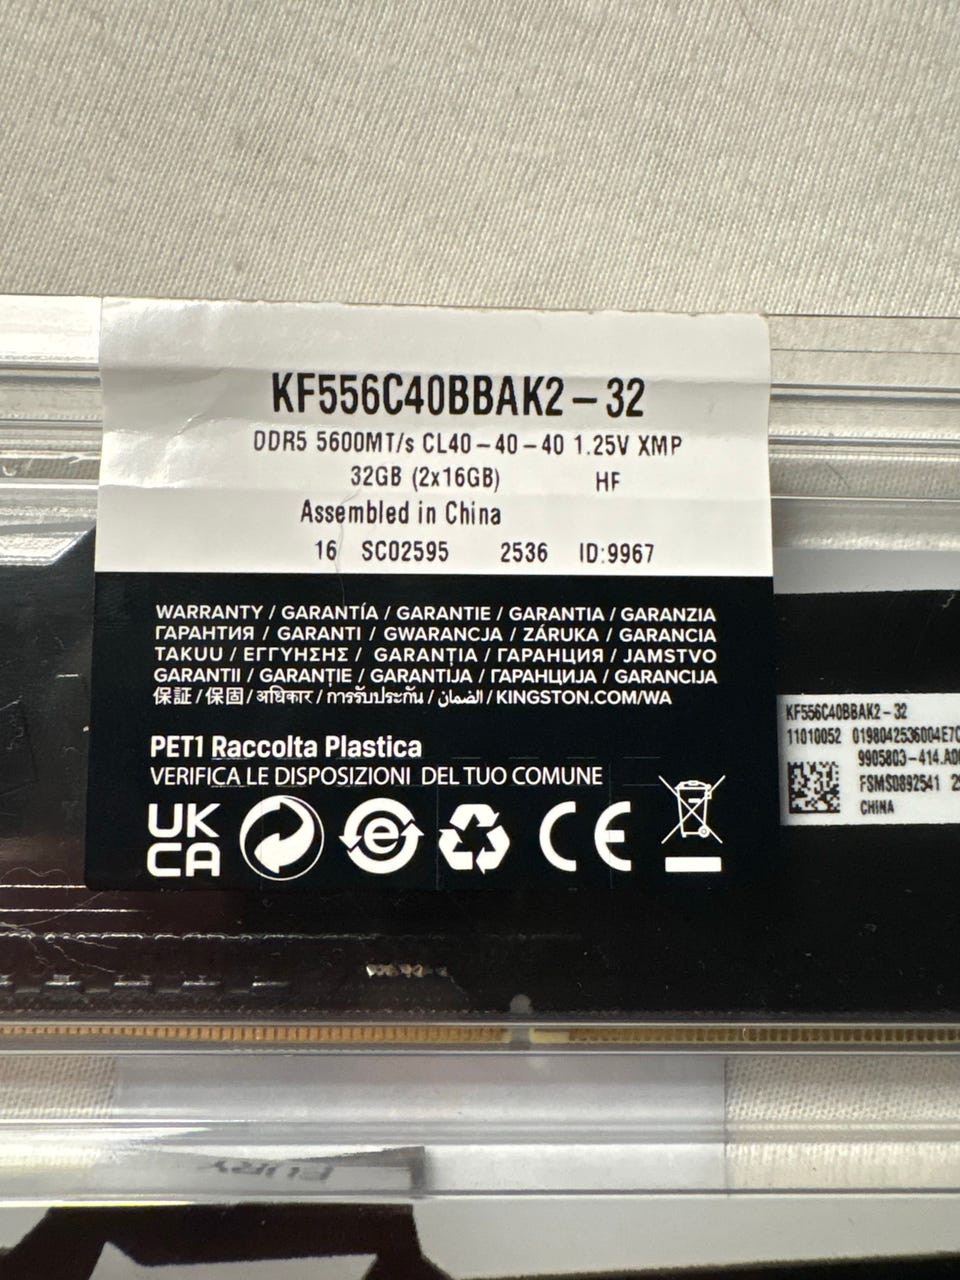 KF556C40BBAK2-32
DDR5 5600MT/s CL40-40-40 1.25V XMP
32GB (2x16GB) HF
Assembled in China
16 SC02595 2536 ID:9967
WARRANTY / GARANTÍA / GARANTIE / GARANTIA / GARANZIA
ГАРАНТИЯ / GARANTI / GWARANCJA / ZÁRUKA / GARANCIA
TAKUU / ΕΓΓΥΗΣΗΣ / GARANȚIA / ГАРАНЦИЯ / JAMSTVO
GARANTII / GARANȚIE / GARANTIJA / ГАРАНЦИЈА / GARANCIJA
保証 / 保固 / अधिकार / การรับประกัน / الضمان / KINGSTON.COM/WA
PET1 Raccolta Plastica
VERIFICA LE DISPOSIZIONI DEL TUO COMUNE
UK
CA
e
CE
KF556C40BBAK2-32
11010052 0198042536004E7C
9905803-414.A0
FSMS0892541
CHINA
FURY